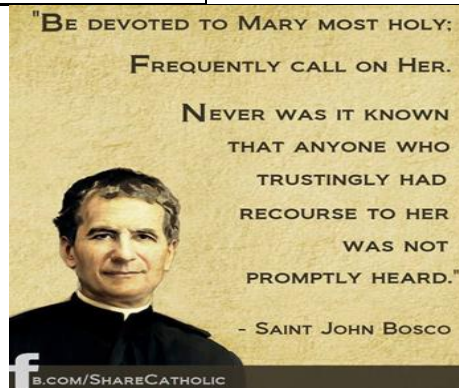 "Be devoted to Mary most holy;
Frequently call on Her.
Never was it known
that anyone who
trustingly had
recourse to her
was not
promptly heard."
- Saint John Bosco
fb.com/ShareCatholic